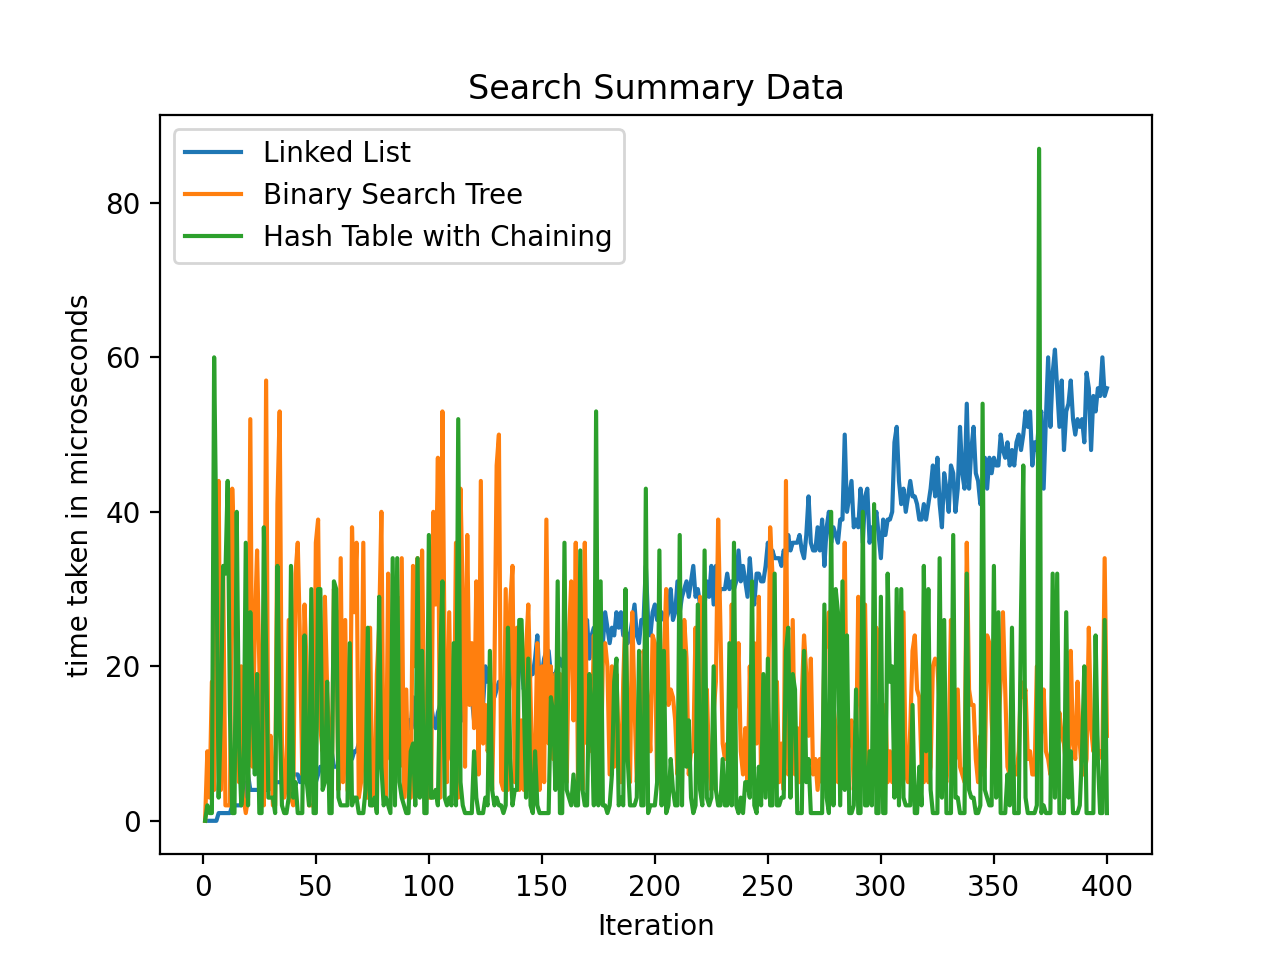 Search Summary Data
Linked List
Binary Search Tree
Hash Table with Chaining
time taken in microseconds
80
60
40
20
0
0 50 100 150 200 250 300 350 400
Iteration